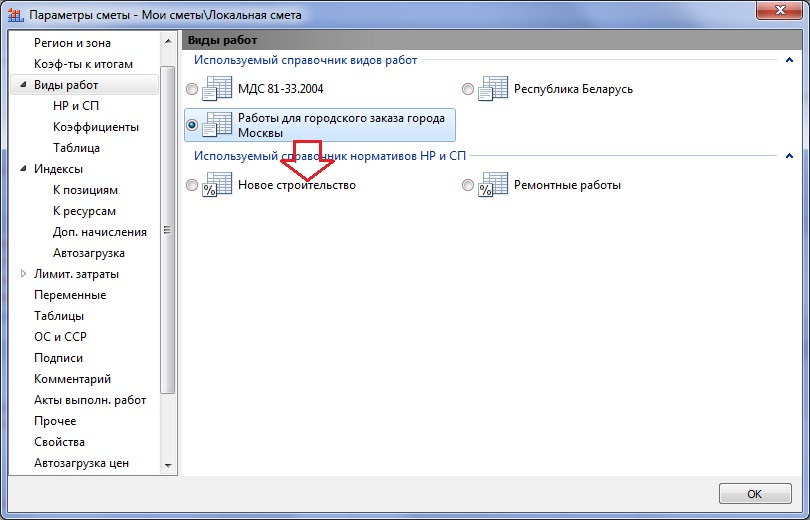 Параметры сметы - Мои сметы\Локальная смета
Регион и зона
Коэф-ты к итогам
Виды работ
НР и СП
Коэффициенты
Таблица
Индексы
К позициям
К ресурсам
Доп. начисления
Автозагрузка
Лимит. затраты
Переменные
Таблицы
ОС и ССР
Подписи
Комментарий
Акты выполн. работ
Прочее
Свойства
Автозагрузка цен
Виды работ
Используемый справочник видов работ
МДС 81-33.2004
Республика Беларусь
Работы для городского заказа города
Москвы
Используемый справочник нормативов НР и СП
% Новое строительство
% Ремонтные работы
OK